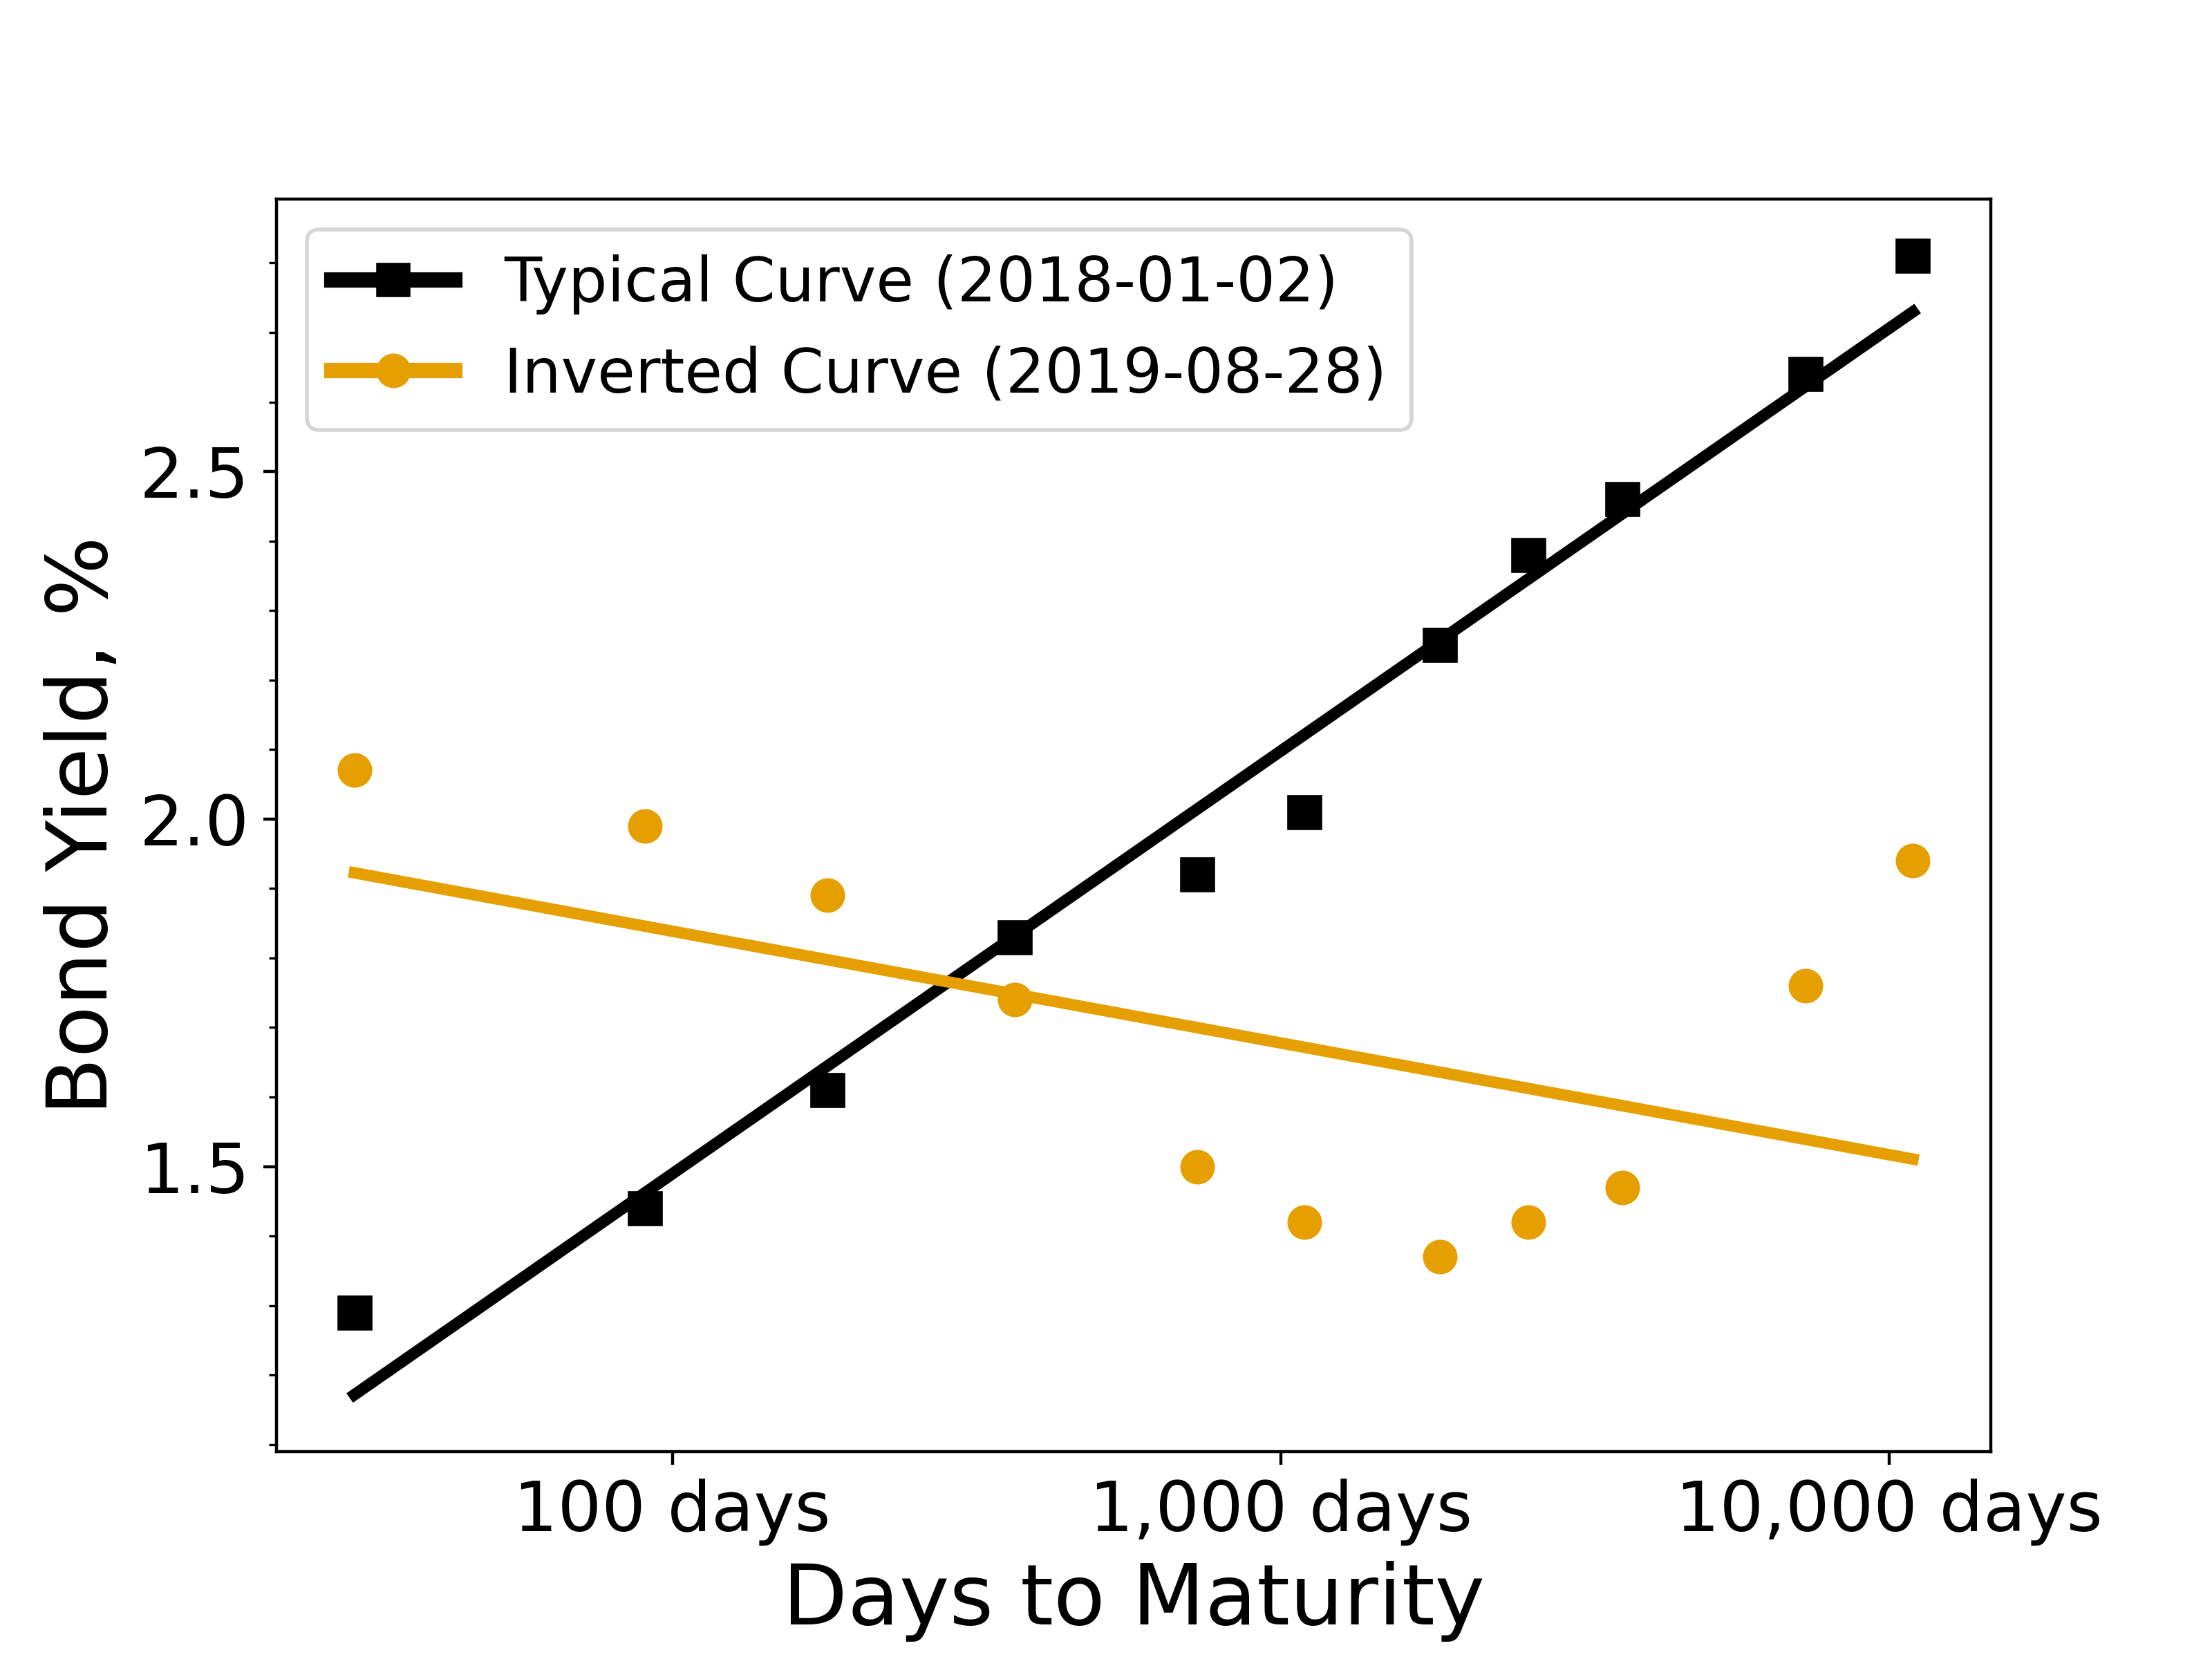 Typical Curve (2018-01-02)
Inverted Curve (2019-08-28)
Bond Yield, %
2.5
2.0
1.5
100 days
1,000 days
10,000 days
Days to Maturity